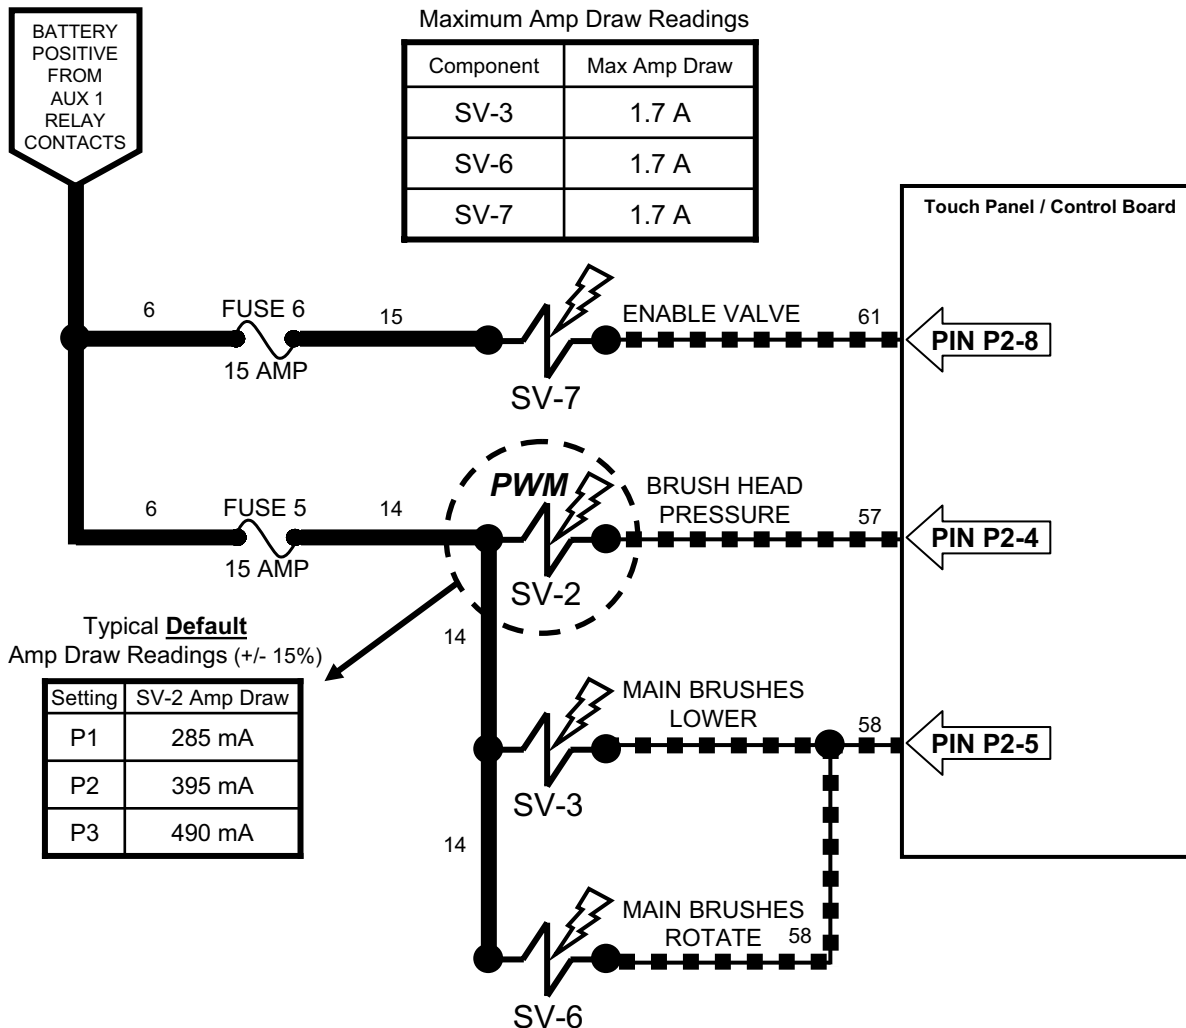 BATTERY
POSITIVE
FROM
AUX 1
RELAY
CONTACTS
Maximum Amp Draw Readings
Component Max Amp Draw
SV-3 1.7 A
SV-6 1.7 A
SV-7 1.7 A
Touch Panel / Control Board
6 FUSE 6 15 ENABLE VALVE 61
15 AMP
SV-7
PIN P2-8
PWM
BRUSH HEAD
PRESSURE
6 FUSE 5 14 57
15 AMP
SV-2
PIN P2-4
Typical Default
Amp Draw Readings (+/- 15%)
Setting SV-2 Amp Draw
P1 285 mA
P2 395 mA
P3 490 mA
14
MAIN BRUSHES
LOWER
58
PIN P2-5
SV-3
14
MAIN BRUSHES
ROTATE 58
SV-6